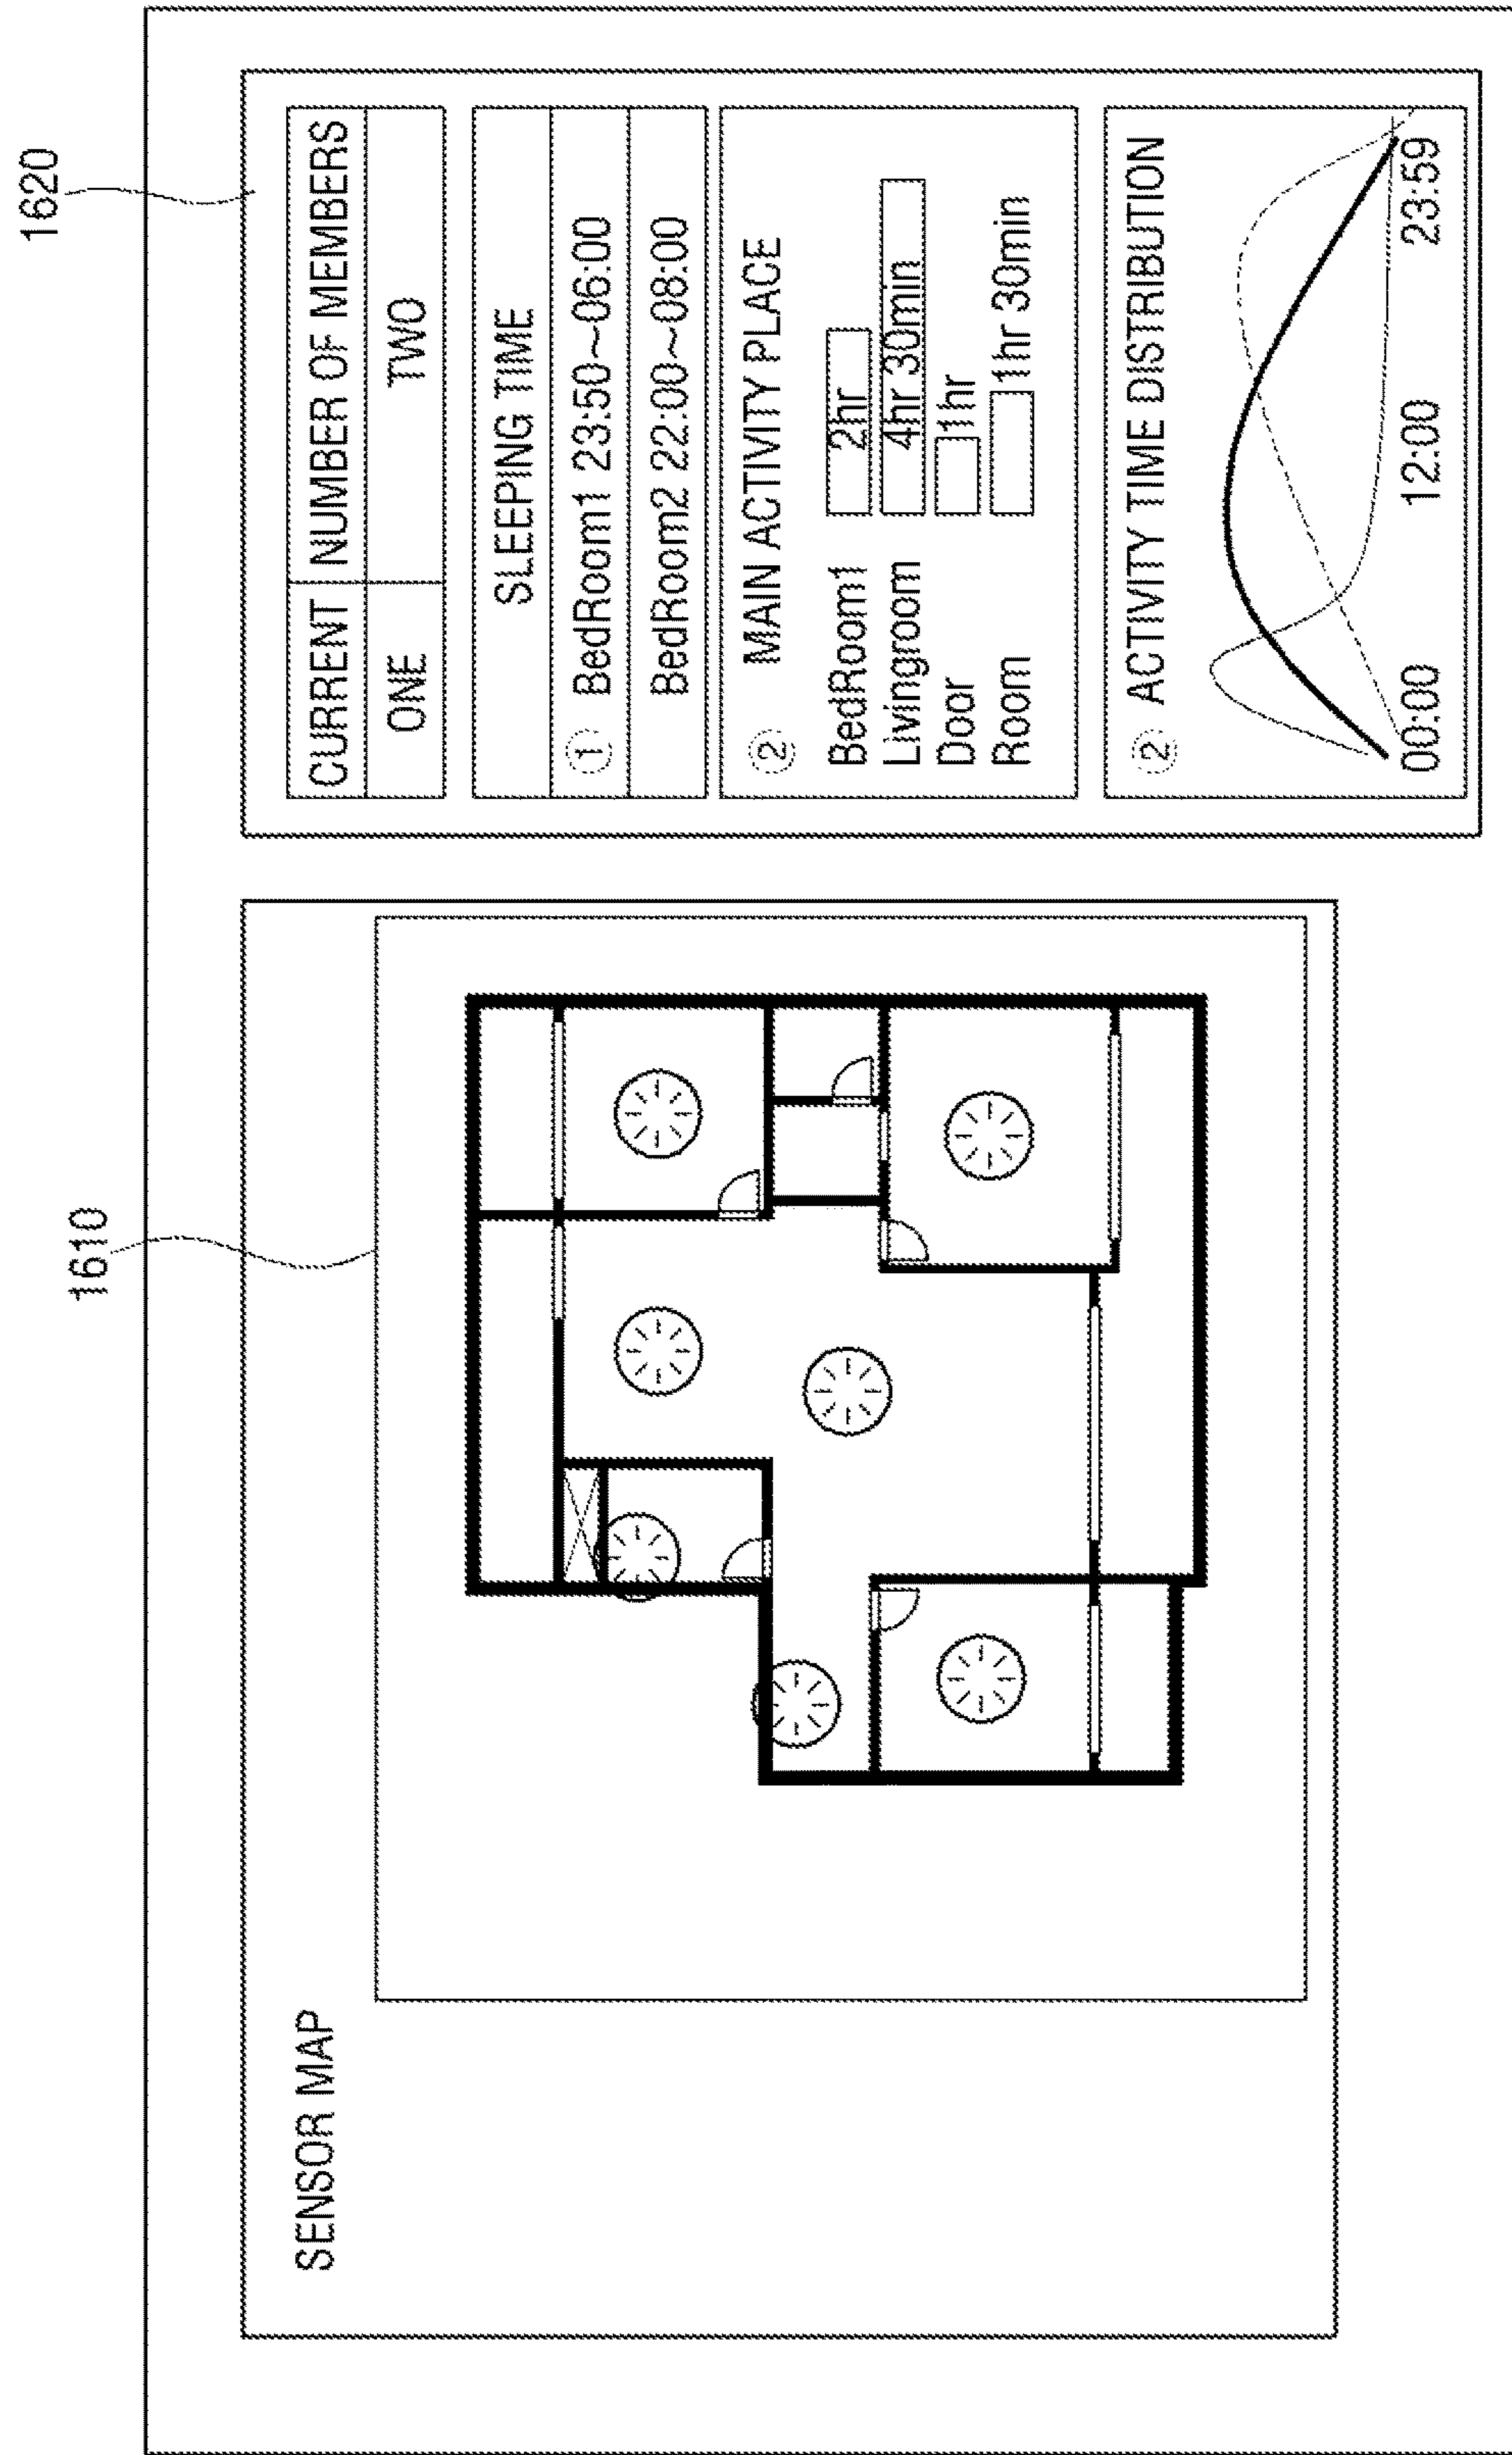 1610
1620
SENSOR MAP
CURRENT NUMBER OF MEMBERS
ONE TWO
SLEEPING TIME
① BedRoom1 23:50~06:00
BedRoom2 22:00~08:00
② MAIN ACTIVITY PLACE
BedRoom1 2hr
Livingroom 4hr 30min
Door 1hr
Room 1hr 30min
② ACTIVITY TIME DISTRIBUTION
00:00 12:00 23:59